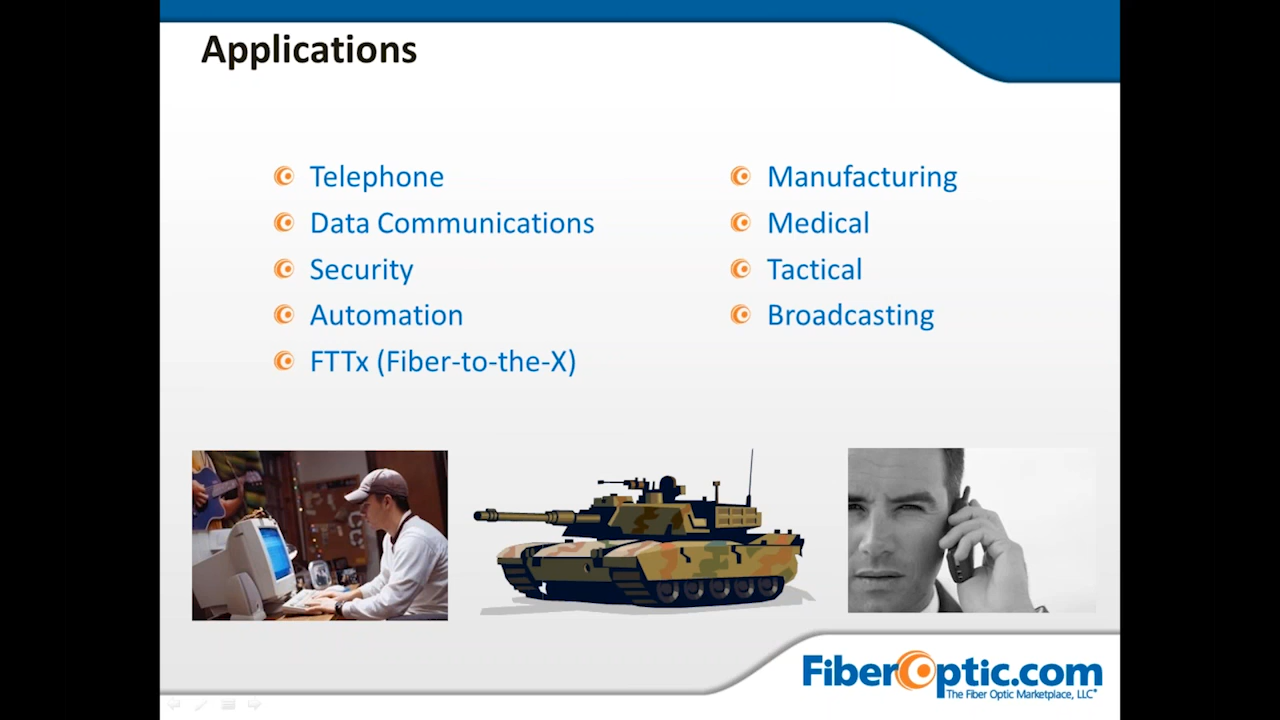 Applications
Telephone
Data Communications
Security
Automation
FTTx (Fiber-to-the-X)
Manufacturing
Medical
Tactical
Broadcasting
FiberOptic.com
The Fiber Optic Marketplace, LLC